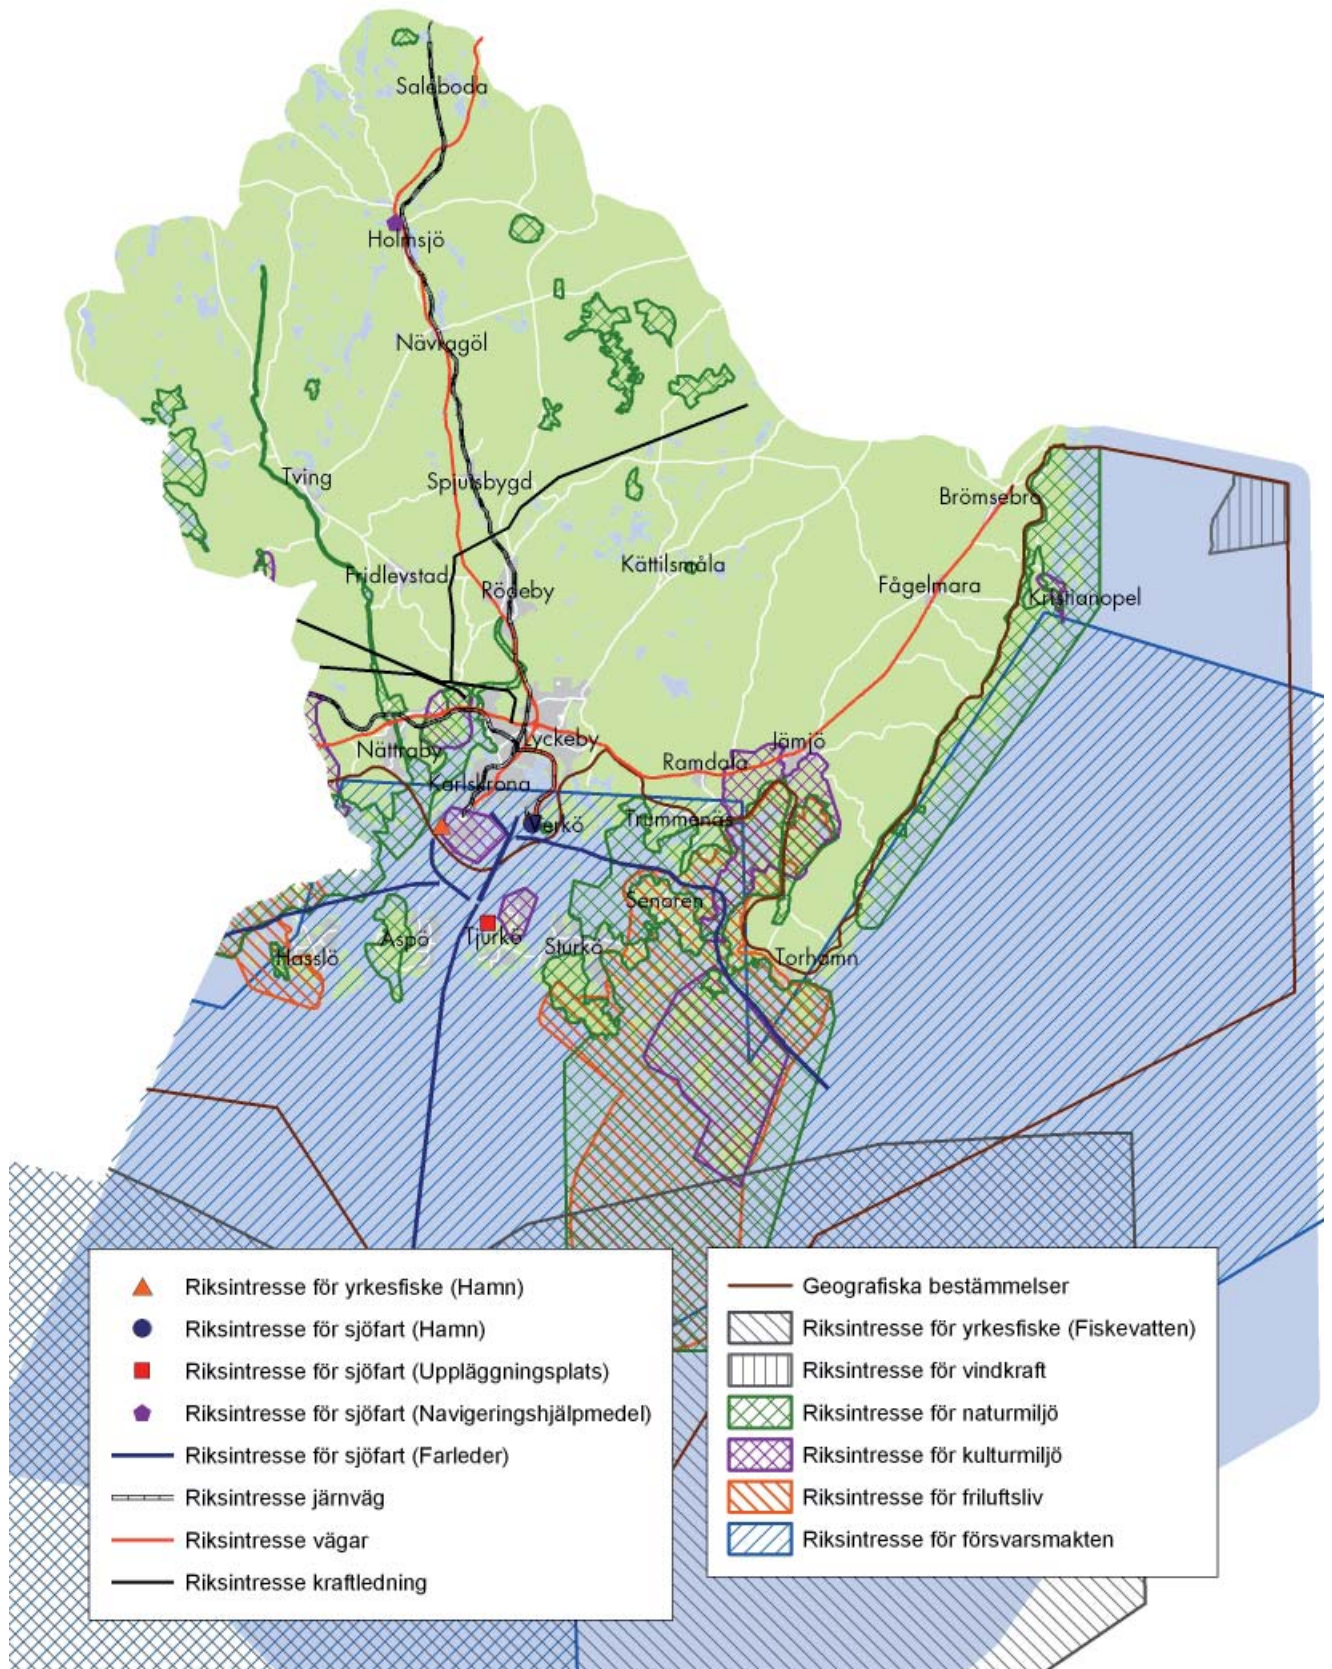 Saleboda
Holmsjö
Nävragöl
Tving
Spjutsbygd
Brömsebro
Kättilsmåla
Fridlevstad
Rödeby
Fågelmara
Kristianopel
Lyckeby
Jämjö
Nättraby
Ramdala
Karlskrona
Verkö
Trummenäs
Senoren
Aspö
Tjurkö
Sturkö
Hasslö
Torhamn
Riksintresse för yrkesfiske (Hamn)
Riksintresse för sjöfart (Hamn)
Riksintresse för sjöfart (Uppläggningsplats)
Riksintresse för sjöfart (Navigeringshjälpmedel)
Riksintresse för sjöfart (Farleder)
Riksintresse järnväg
Riksintresse vägar
Riksintresse kraftledning
Geografiska bestämmelser
Riksintresse för yrkesfiske (Fiskevatten)
Riksintresse för vindkraft
Riksintresse för naturmiljö
Riksintresse för kulturmiljö
Riksintresse för friluftsliv
Riksintresse för försvarsmakten